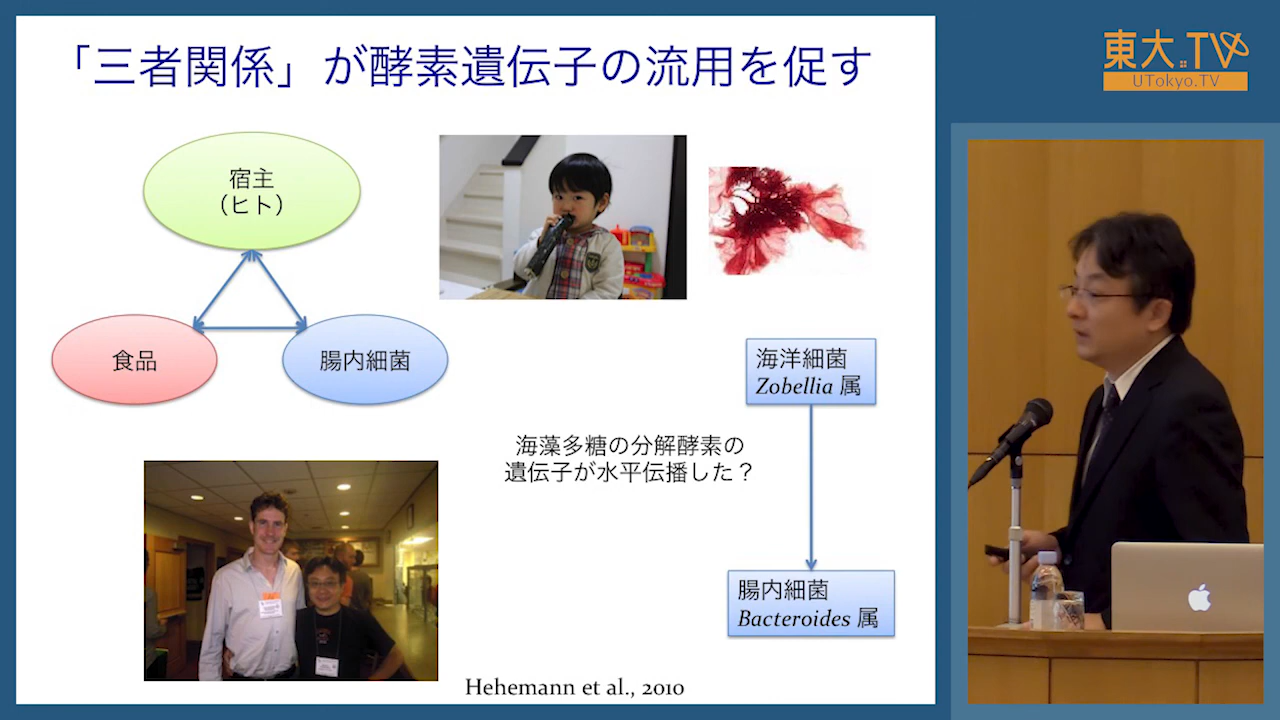 「三者関係」が酵素遺伝子の流用を促す
東大.TV
UTokyo.TV
宿主
(ヒト)
食品
腸内細菌
海洋細菌
Zobellia 属
海藻多糖の分解酵素の
遺伝子が水平伝播した?
腸内細菌
Bacteroides 属
Hehemann et al., 2010